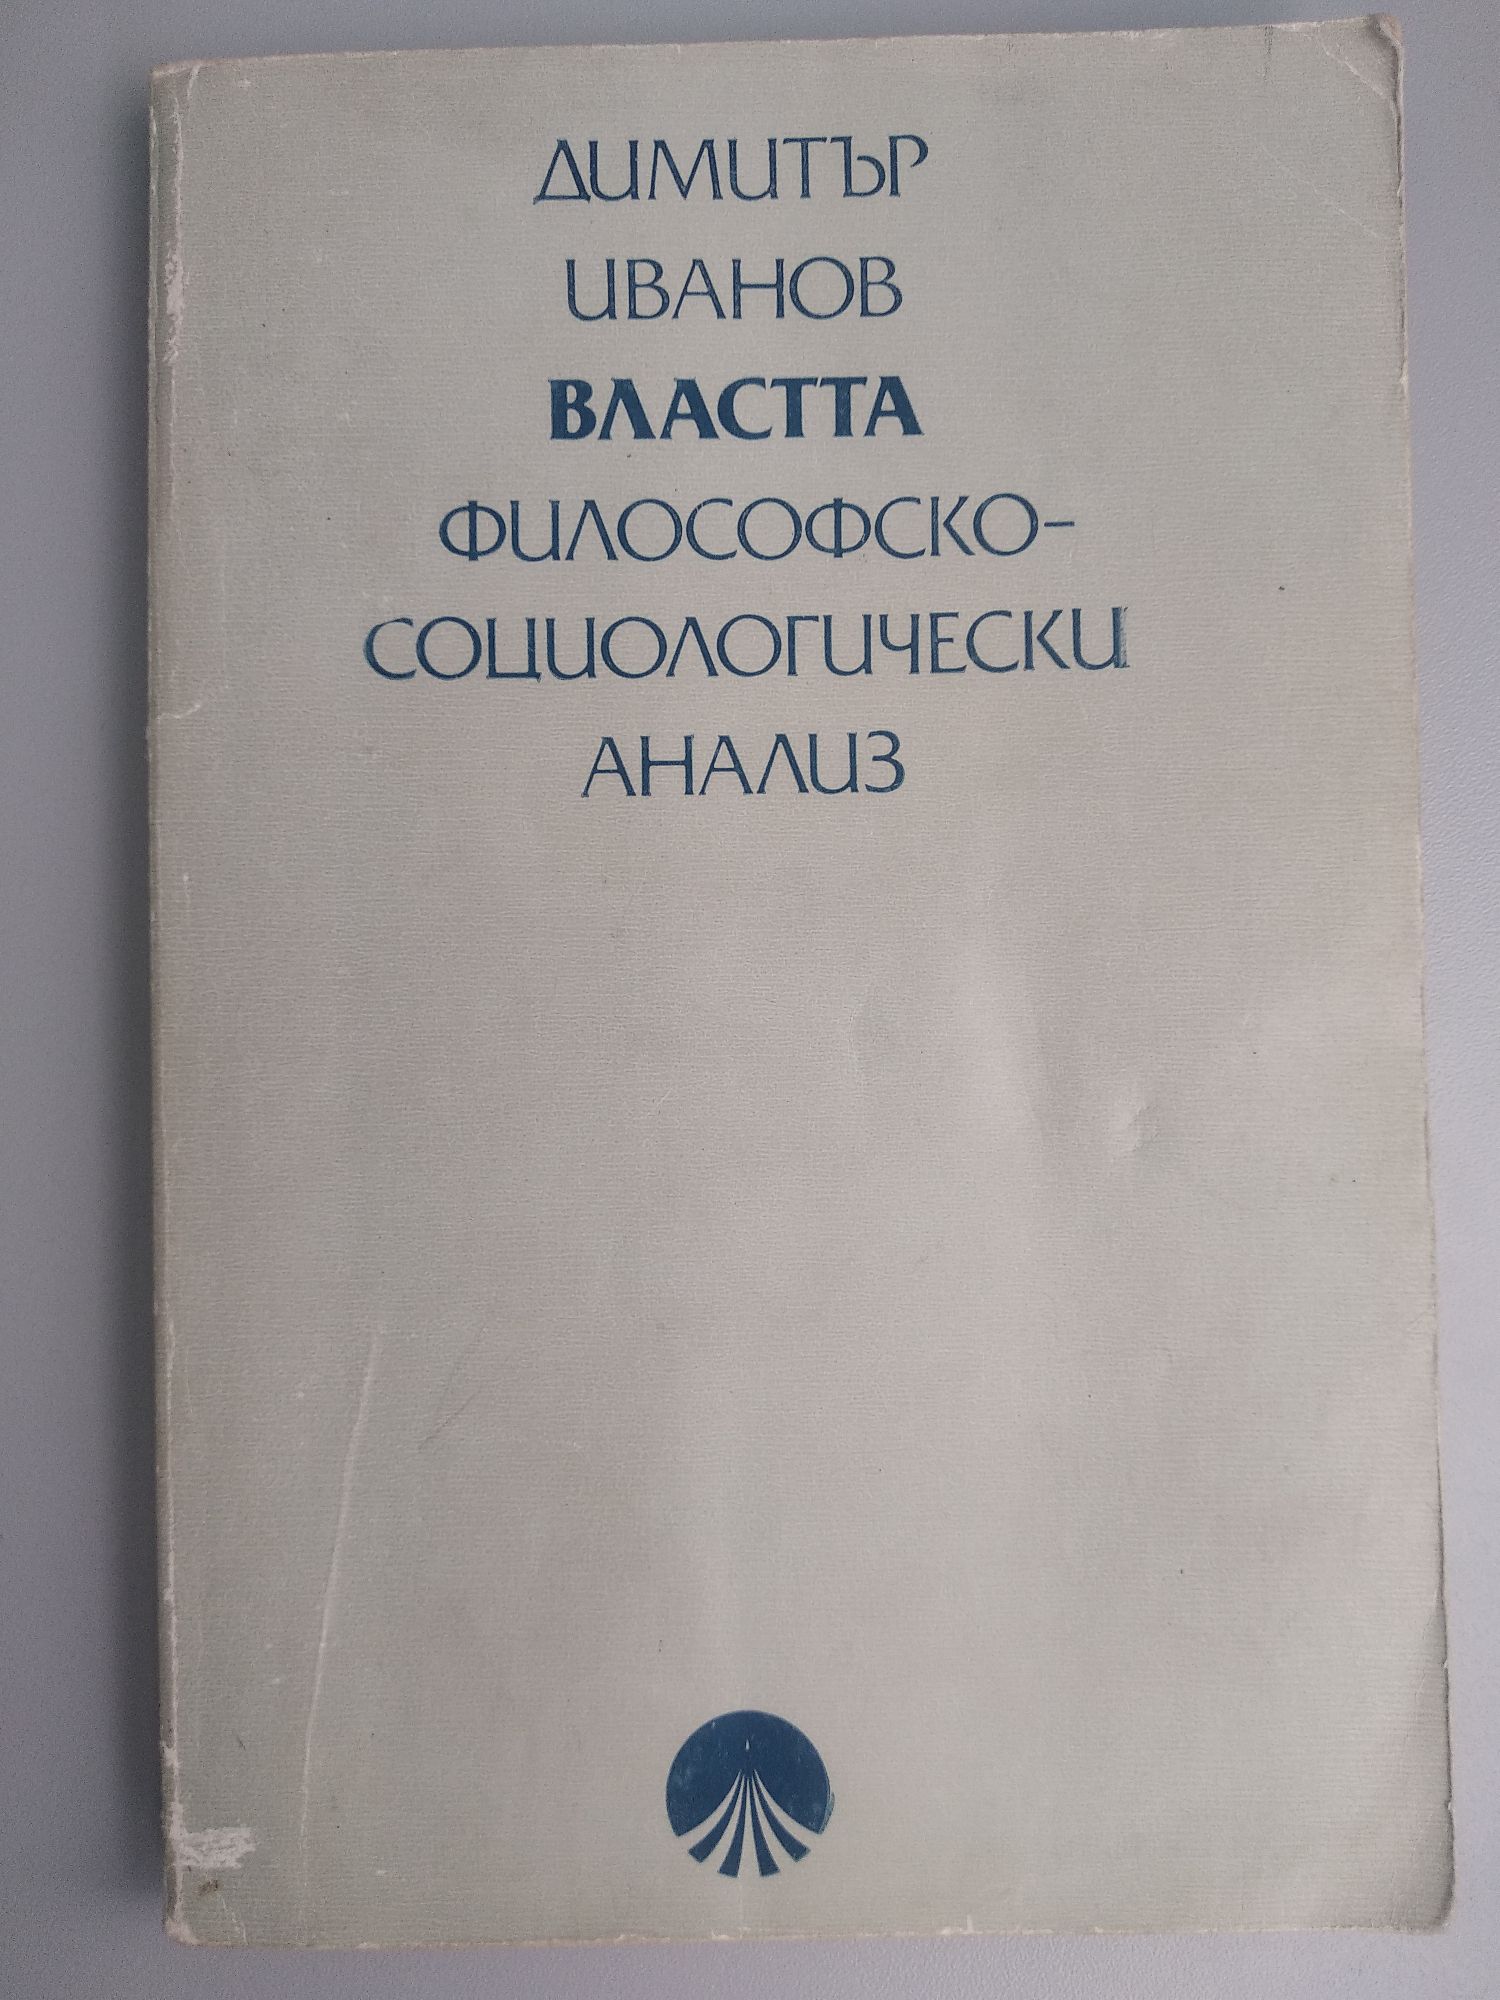 ДИМИТЪР
ИВАНОВ
ВЛАСТТА
ФИЛОСОФСКО-
СОЦИОЛОГИЧЕСКИ
АНАЛИЗ